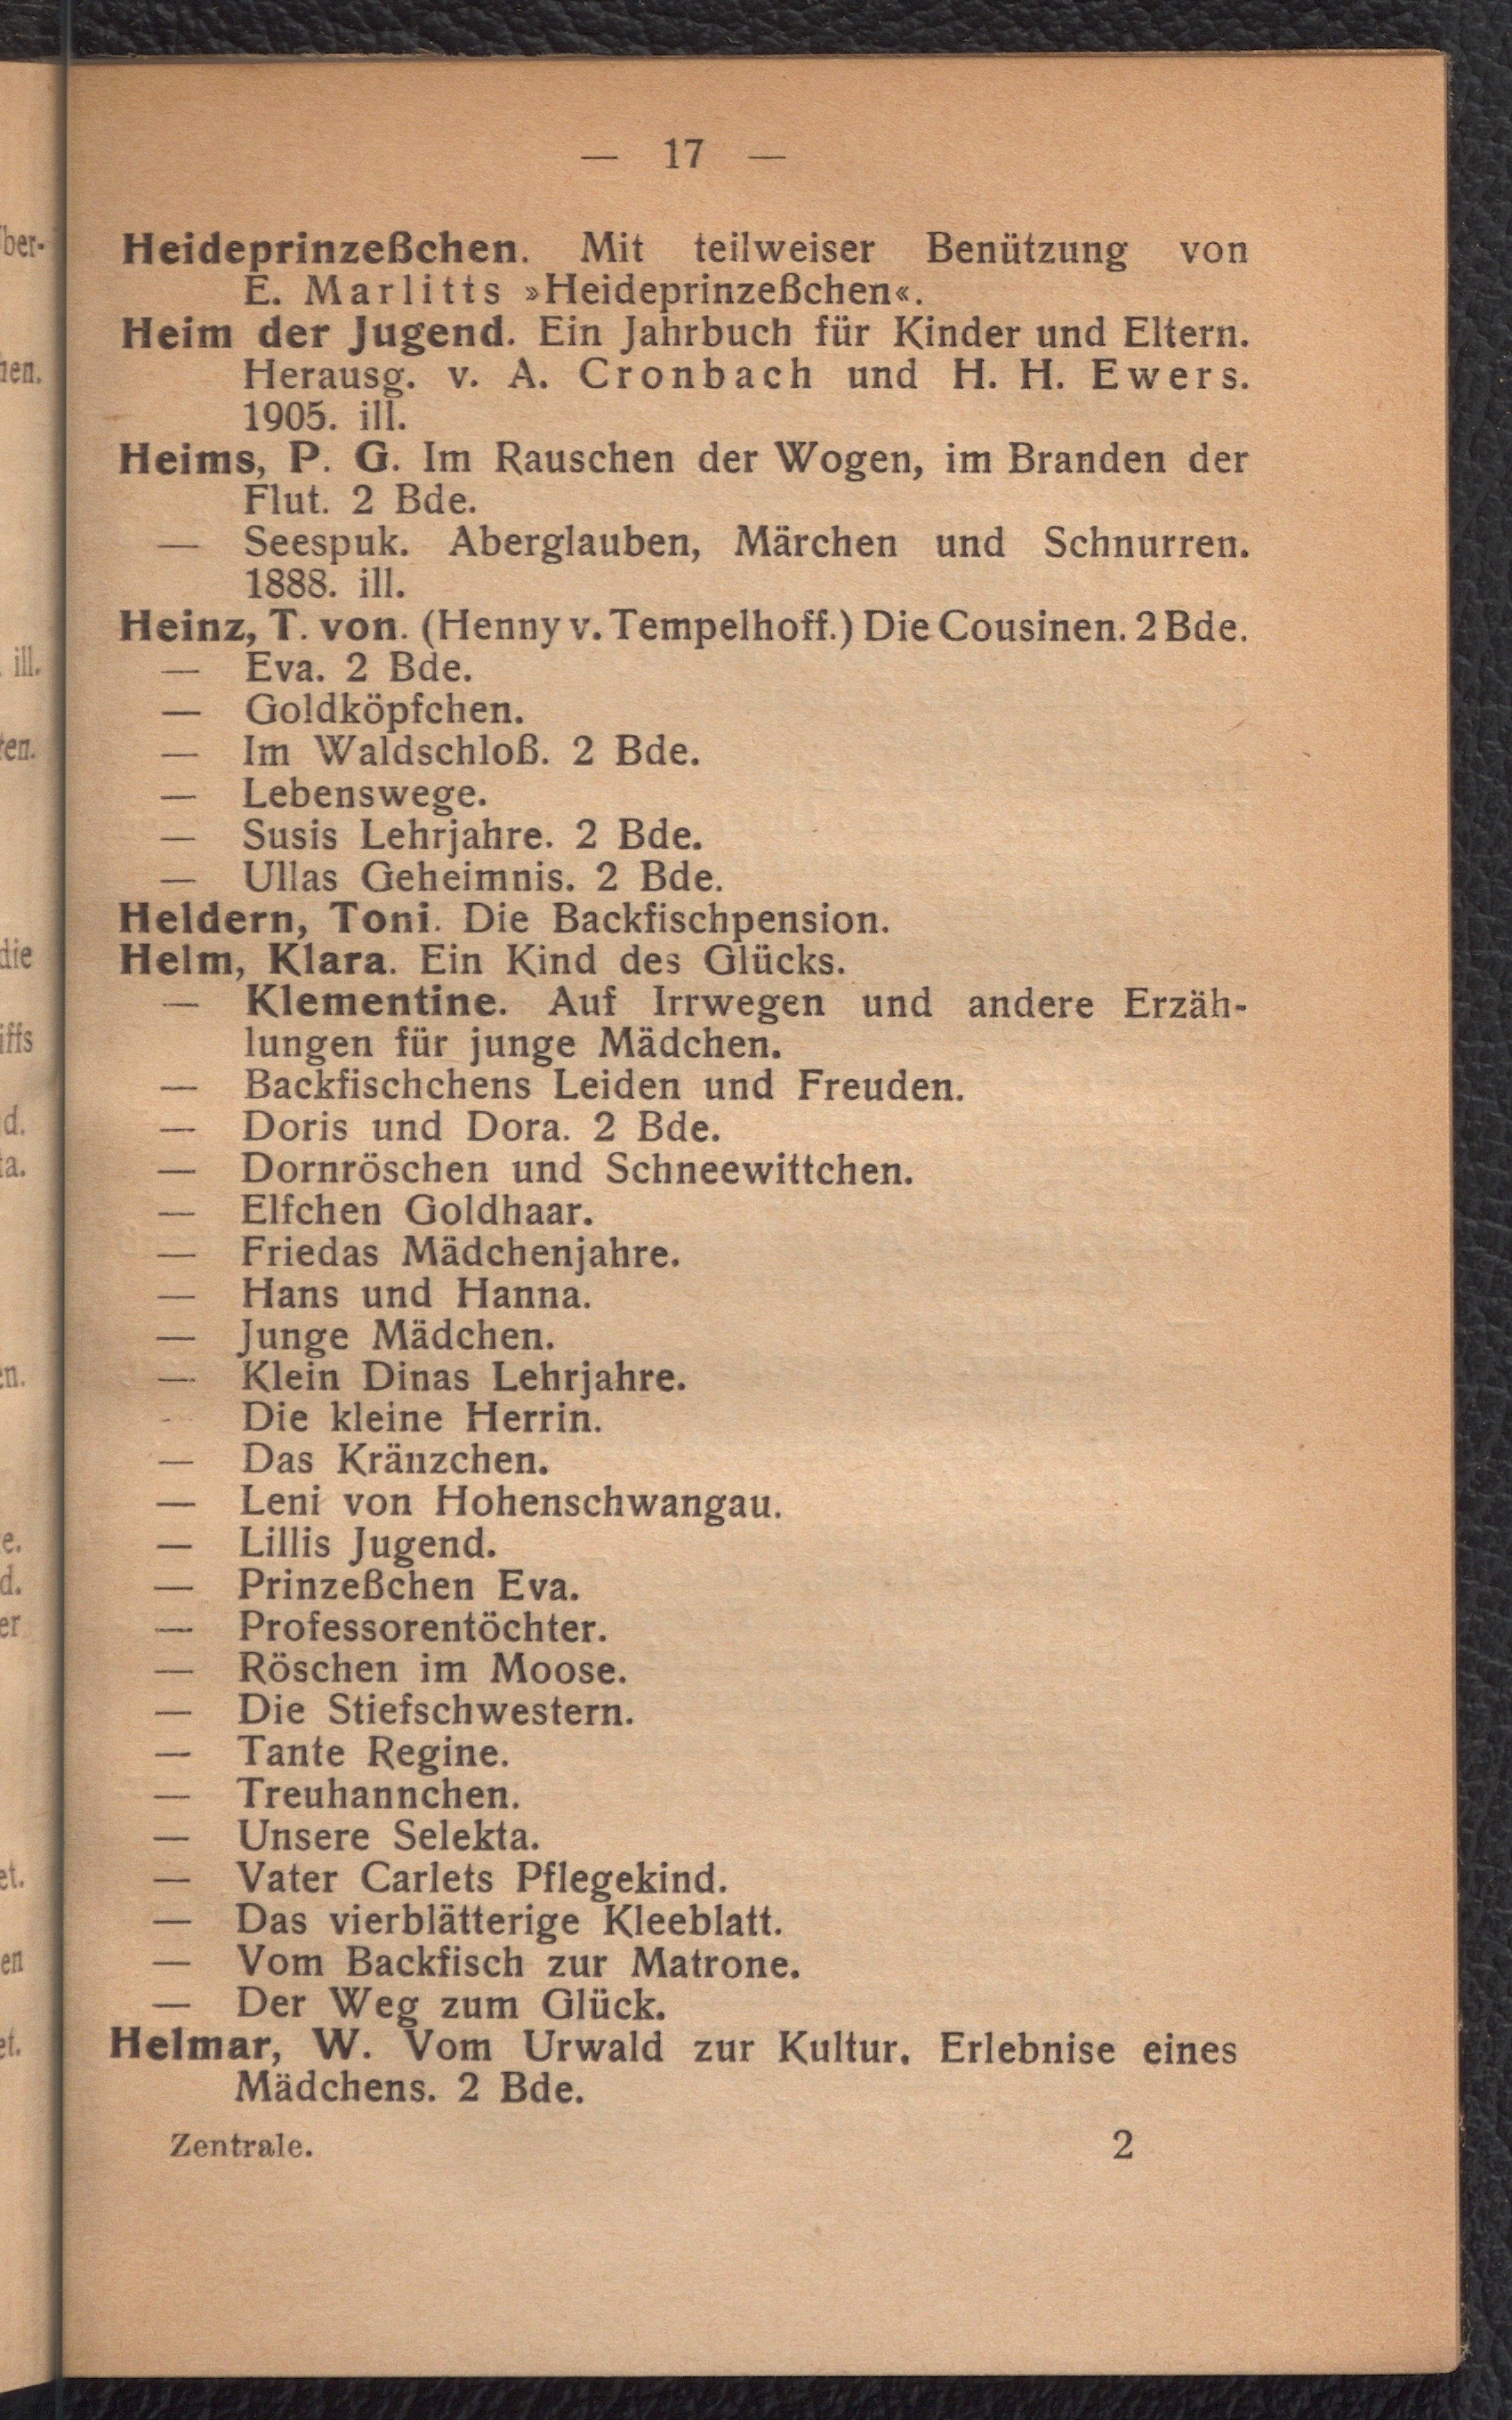 — 17 —
Heideprinzeßchen. Mit teilweiser Benützung von
E. Marlitts »Heideprinzeßchen«.
Heim der Jugend. Ein Jahrbuch für Kinder und Eltern.
Herausg. v. A. Cronbach und H. H. Ewers.
1905. ill.
Heims, P. G. Im Rauschen der Wogen, im Branden der
Flut. 2 Bde.
— Seespuk. Aberglauben, Märchen und Schnurren.
1888. ill.
Heinz, T. von. (Henny v. Tempelhoff.) Die Cousinen. 2 Bde.
— Eva. 2 Bde.
— Goldköpfchen.
— Im Waldschloß. 2 Bde.
— Lebenswege.
— Susis Lehrjahre. 2 Bde.
— Ullas Geheimnis. 2 Bde.
Heldern, Toni. Die Backfischpension.
Helm, Klara. Ein Kind des Glücks.
— Klementine. Auf Irrwegen und andere Erzäh-
lungen für junge Mädchen.
— Backfischchens Leiden und Freuden.
— Doris und Dora. 2 Bde.
— Dornröschen und Schneewittchen.
— Elfchen Goldhaar.
— Friedas Mädchenjahre.
— Hans und Hanna.
— Junge Mädchen.
— Klein Dinas Lehrjahre.
- Die kleine Herrin.
— Das Kränzchen.
— Leni von Hohenschwangau.
— Lillis Jugend.
— Prinzeßchen Eva.
— Professorentöchter.
— Röschen im Moose.
— Die Stiefschwestern.
— Tante Regine.
— Treuhannchen.
— Unsere Selekta.
— Vater Carlets Pflegekind.
— Das vierblätterige Kleeblatt.
— Vom Backfisch zur Matrone.
— Der Weg zum Glück.
Helmar, W. Vom Urwald zur Kultur. Erlebnise eines
Mädchens. 2 Bde.
Zentrale. 2